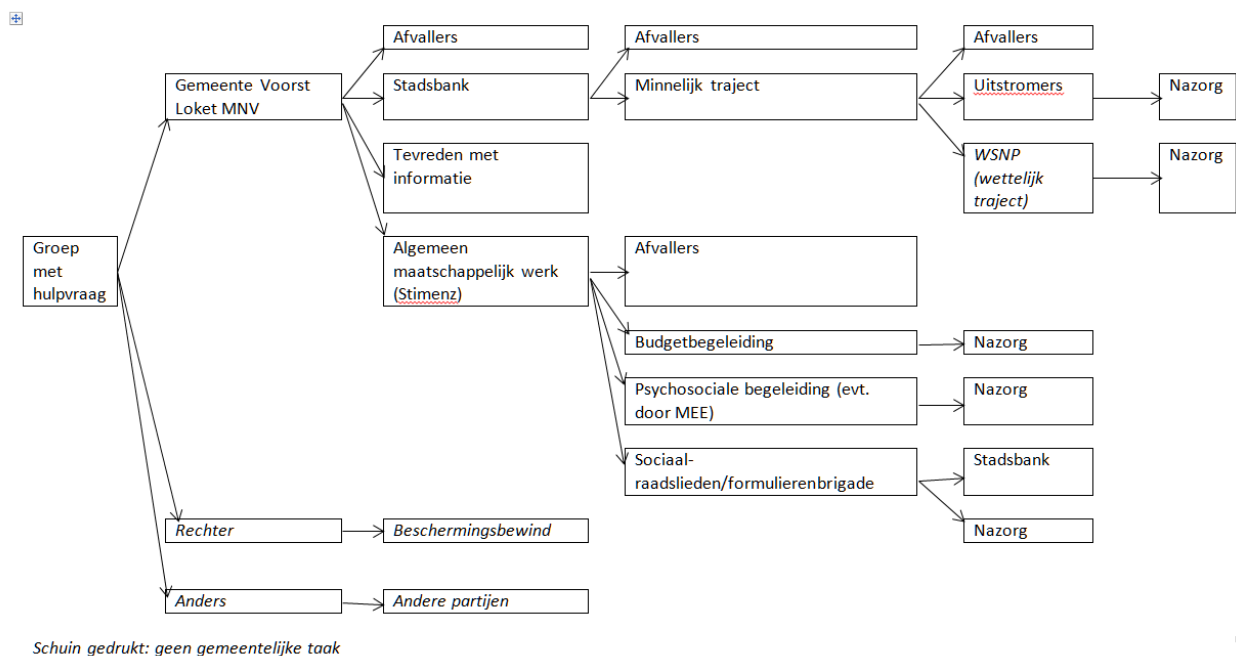 Afvallers
Afvallers
Afvallers
Gemeente Voorst
Loket MNV
Stadsbank
Minnelijk traject
Uitstromers
Nazorg
Tevreden met
informatie
WSNP
(wettelijk
traject)
Nazorg
Groep
met
hulpvraag
Algemeen
maatschappelijk werk
(Stimenz)
Afvallers
Budgetbegeleiding
Nazorg
Psychosociale begeleiding (evt.
door MEE)
Nazorg
Sociaal-
raadslieden/formulierenbrigade
Stadsbank
Rechter
Beschermingsbewind
Nazorg
Anders
Andere partijen
Schuin gedrukt: geen gemeentelijke taak